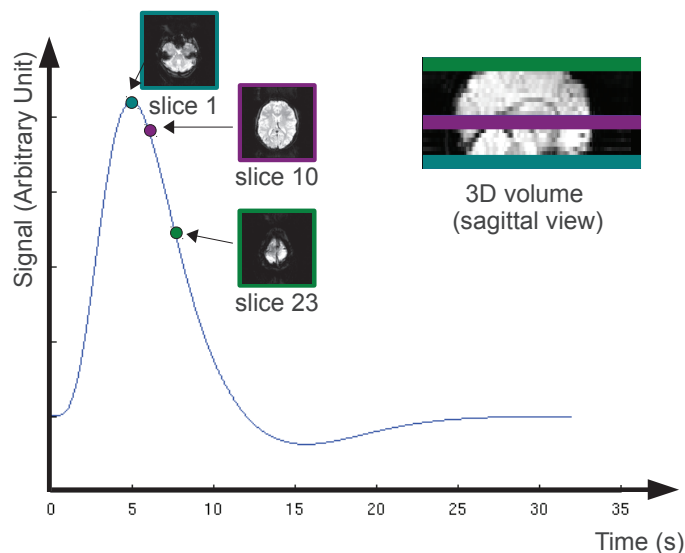 Signal (Arbitrary Unit)
slice 1
slice 10
slice 23
3D volume
(sagittal view)
0 5 10 15 20 25 30 35
Time (s)